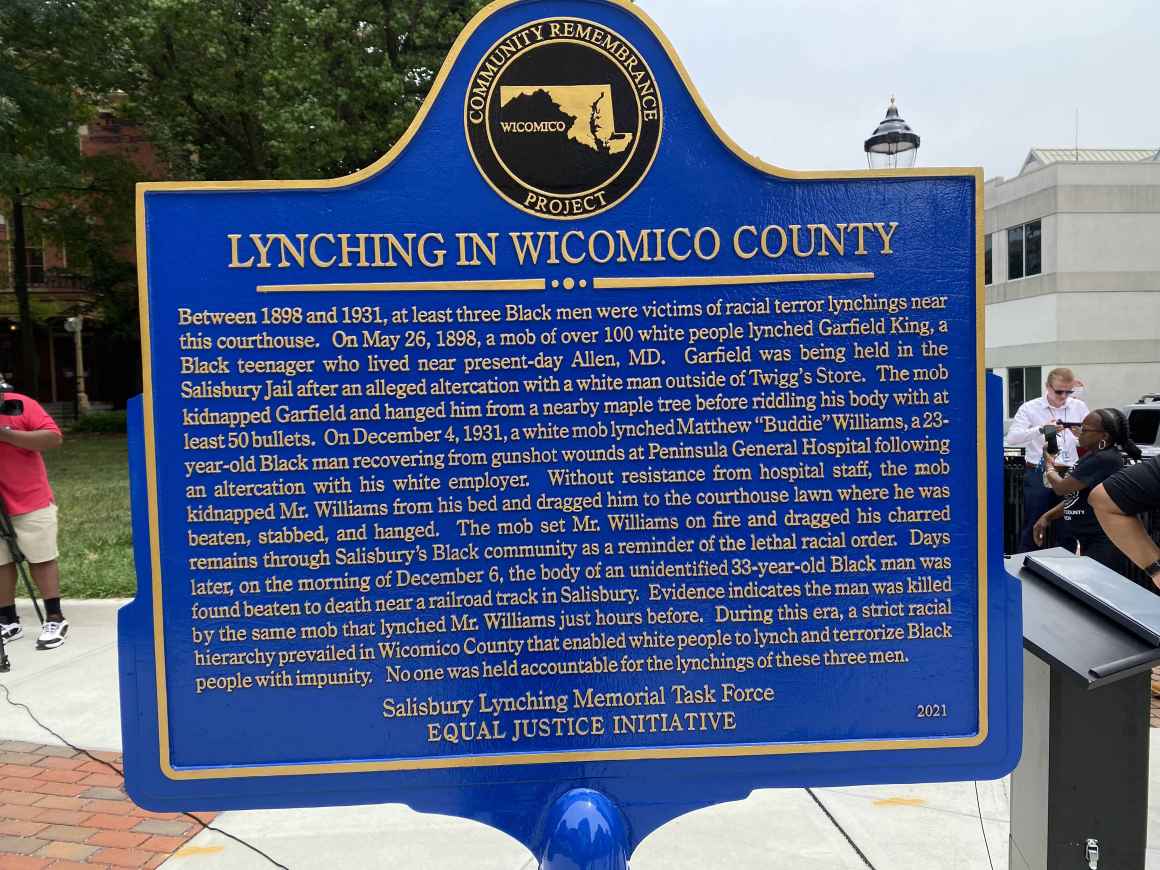 COMMUNITY REMEMBRANCE
WICOMICO
PROJECT
LYNCHING IN WICOMICO COUNTY
Between 1898 and 1931, at least three Black men were victims of racial terror lynchings near
this courthouse. On May 26, 1898, a mob of over 100 white people lynched Garfield King, a
Black teenager who lived near present-day Allen, MD. Garfield was being held in the
Salisbury Jail after an alleged altercation with a white man outside of Twigg's Store. The mob
kidnapped Garfield and hanged him from a nearby maple tree before riddling his body with at
least 50 bullets. On December 4, 1931, a white mob lynched Matthew "Buddie" Williams, a 23-
year-old Black man recovering from gunshot wounds at Peninsula General Hospital following
an altercation with his white employer. Without resistance from hospital staff, the mob
kidnapped Mr. Williams from his bed and dragged him to the courthouse lawn where he was
beaten, stabbed, and hanged. The mob set Mr. Williams on fire and dragged his charred
remains through Salisbury's Black community as a reminder of the lethal racial order. Days
later, on the morning of December 6, the body of an unidentified 33-year-old Black man was
found beaten to death near a railroad track in Salisbury. Evidence indicates the man was killed
by the same mob that lynched Mr. Williams just hours before. During this era, a strict racial
hierarchy prevailed in Wicomico County that enabled white people to lynch and terrorize Black
people with impunity. No one was held accountable for the lynchings of these three men.
Salisbury Lynching Memorial Task Force
EQUAL JUSTICE INITIATIVE
2021
COUNTY